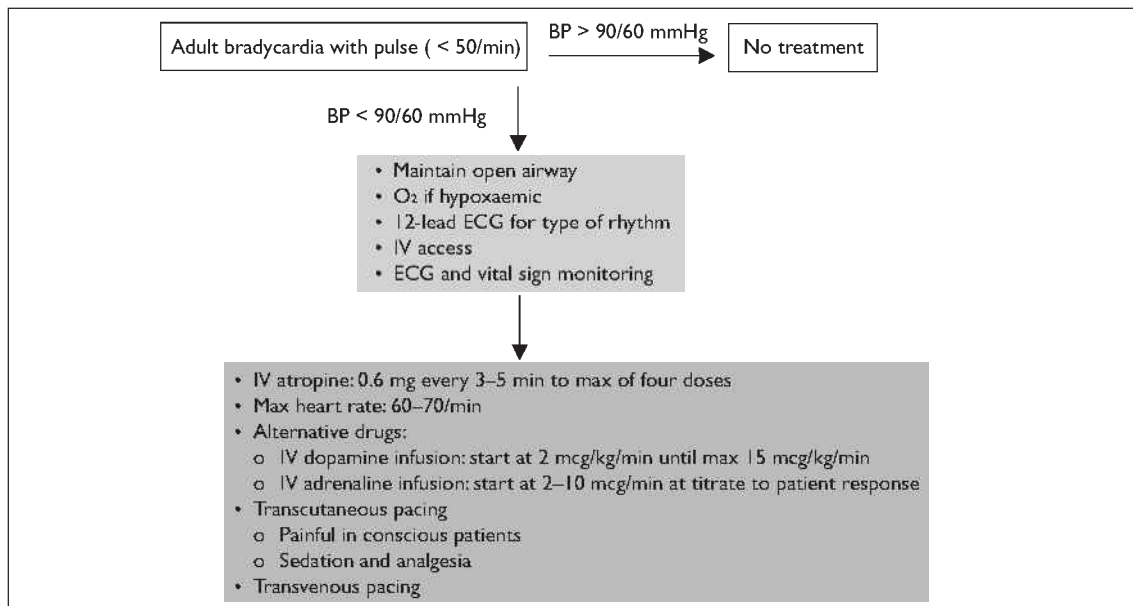 BP > 90/60 mmHg
Adult bradycardia with pulse ( < 50/min)
No treatment
BP < 90/60 mmHg
• Maintain open airway
• O2 if hypoxaemic
• 12-lead ECG for type of rhythm
• IV access
• ECG and vital sign monitoring
• IV atropine: 0.6 mg every 3–5 min to max of four doses
• Max heart rate: 60–70/min
• Alternative drugs:
o IV dopamine infusion: start at 2 mcg/kg/min until max 15 mcg/kg/min
o IV adrenaline infusion: start at 2–10 mcg/min at titrate to patient response
• Transcutaneous pacing
o Painful in conscious patients
o Sedation and analgesia
• Transvenous pacing